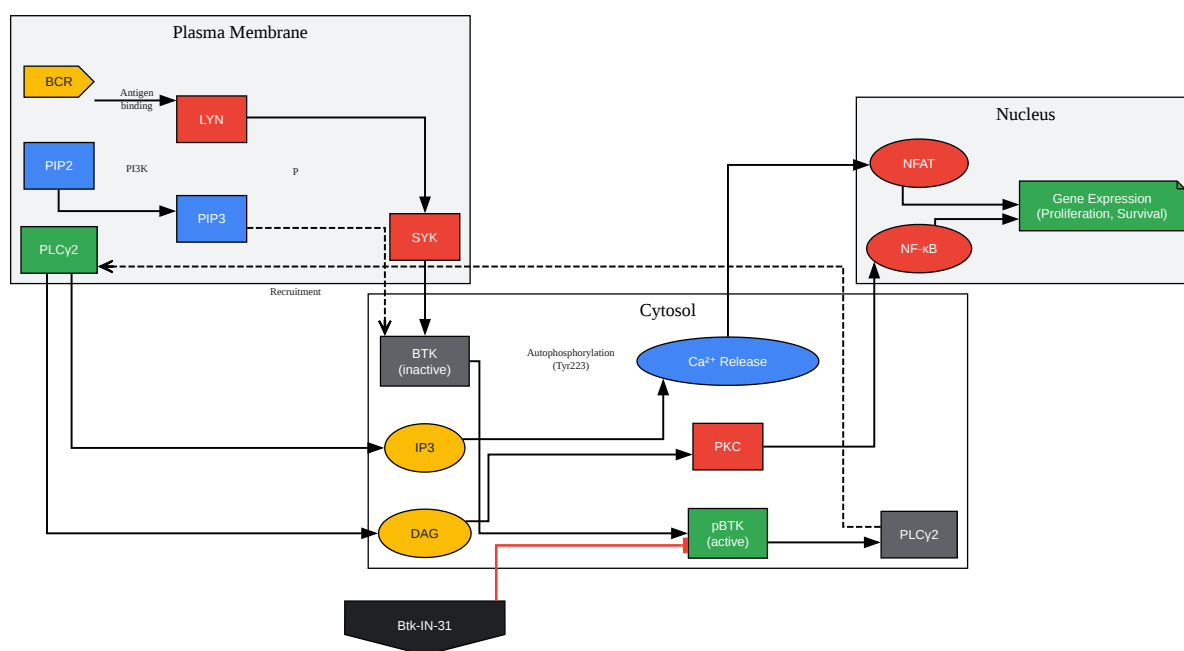 Plasma Membrane
BCR
Antigen
binding
LYN
PIP2
PI3K
P
PIP3
PLCγ2
SYK
Recruitment
Nucleus
NFAT
Gene Expression
(Proliferation, Survival)
NF-κB
Cytosol
BTK
(inactive)
Autophosphorylation
(Tyr223)
Ca²⁺ Release
IP3
PKC
DAG
pBTK
(active)
PLCγ2
Btk-IN-31